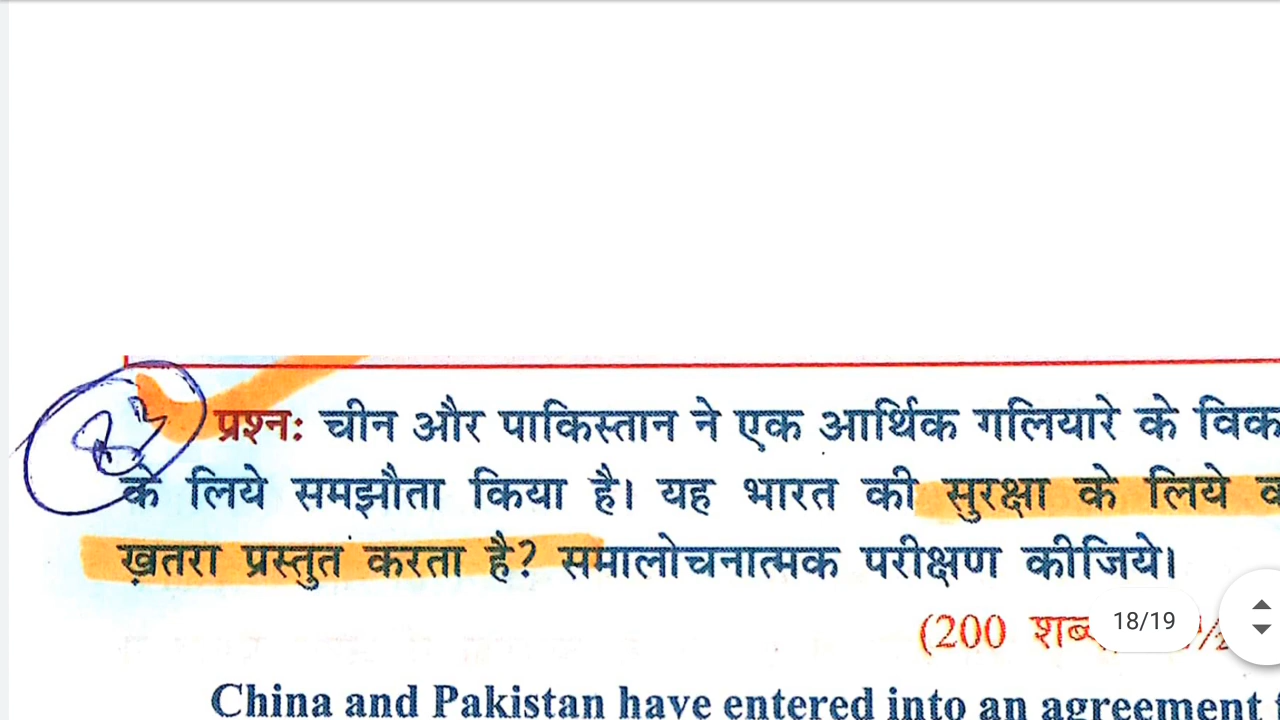 प्रश्न: चीन और पाकिस्तान ने एक आर्थिक गलियारे के
के लिये समझौता किया है। यह भारत की सुरक्षा के लिये
ख़तरा प्रस्तुत करता है? समालोचनात्मक परीक्षण कीजिये।
(200
18/19
China and Pakistan have entered into an agreement